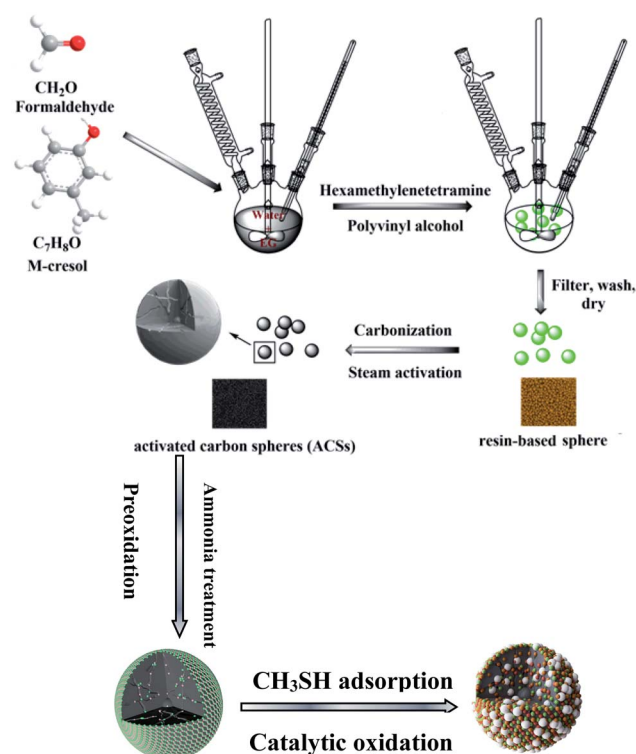 CH2O
Formaldehyde
C7H8O
M-cresol
Water
+
EG
Hexamethylenetetramine
Polyvinyl alcohol
Filter, wash,
dry
Carbonization
Steam activation
activated carbon spheres (ACSs)
resin-based sphere
Preoxidation
Ammonia treatment
CH3SH adsorption
Catalytic oxidation